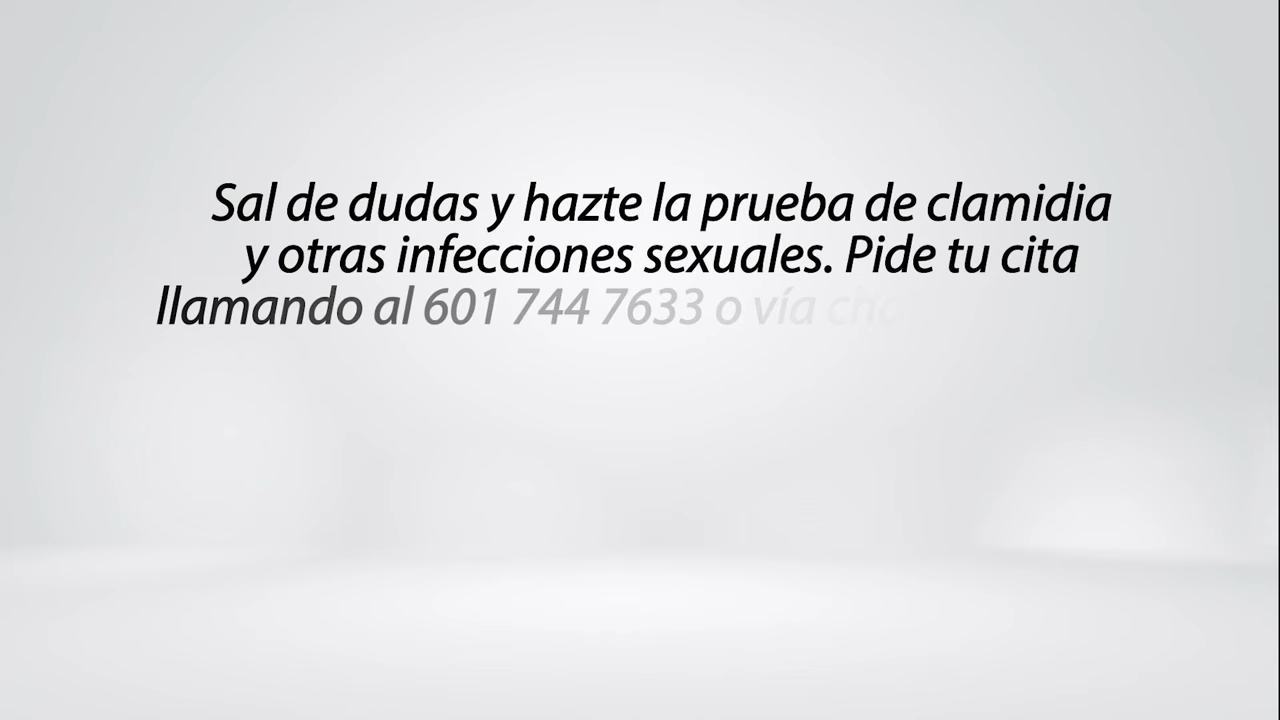 Sal de dudas y hazte la prueba de clamidia
y otras infecciones sexuales. Pide tu cita
llamando al 601 744 7633 o vía